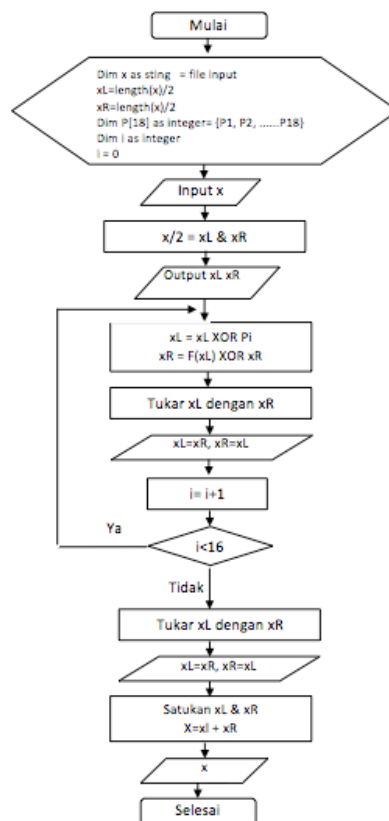 Mulai
Dim x as sting = file input
xL=length(x)/2
xR=length(x)/2
Dim P[18] as integer= {P1, P2, ......P18}
Dim i as integer
i = 0
Input x
x/2 = xL & xR
Output xL xR
xL = xL XOR Pi
xR = F(xL) XOR xR
Tukar xL dengan xR
xL=xR, xR=xL
i= i+1
Ya
i<16
Tidak
Tukar xL dengan xR
xL=xR, xR=xL
Satukan xL & xR
X=xl + xR
x
Selesai